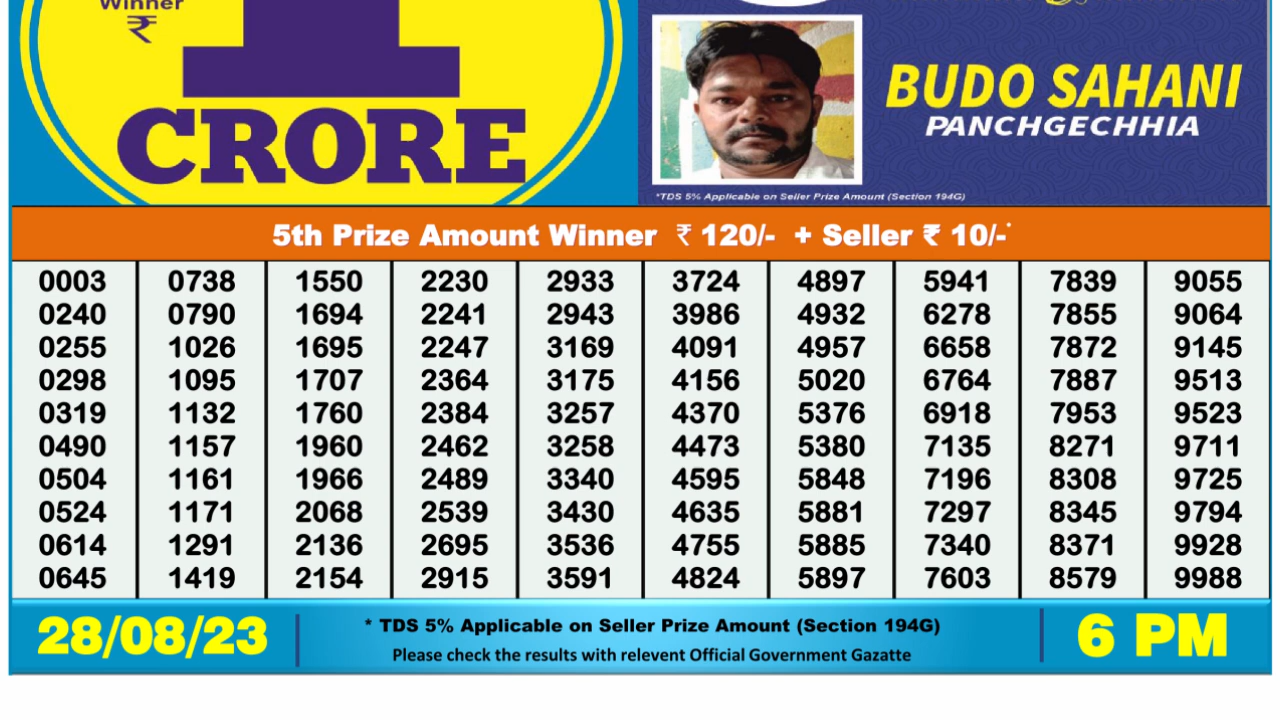 Winner
₹
1
CRORE
BUDO SAHANI
PANCHGECHHIA
*TDS 5% Applicable on Seller Prize Amount (Section 194G)
5th Prize Amount Winner ₹ 120/- + Seller ₹ 10/-*
0003 0738 1550 2230 2933 3724 4897 5941 7839 9055
0240 0790 1694 2241 2943 3986 4932 6278 7855 9064
0255 1026 1695 2247 3169 4091 4957 6658 7872 9145
0298 1095 1707 2364 3175 4156 5020 6764 7887 9513
0319 1132 1760 2384 3257 4370 5376 6918 7953 9523
0490 1157 1960 2462 3258 4473 5380 7135 8271 9711
0504 1161 1966 2489 3340 4595 5848 7196 8308 9725
0524 1171 2068 2539 3430 4635 5881 7297 8345 9794
0614 1291 2136 2695 3536 4755 5885 7340 8371 9928
0645 1419 2154 2915 3591 4824 5897 7603 8579 9988
28/08/23
* TDS 5% Applicable on Seller Prize Amount (Section 194G)
Please check the results with relevent Official Government Gazatte
6 PM